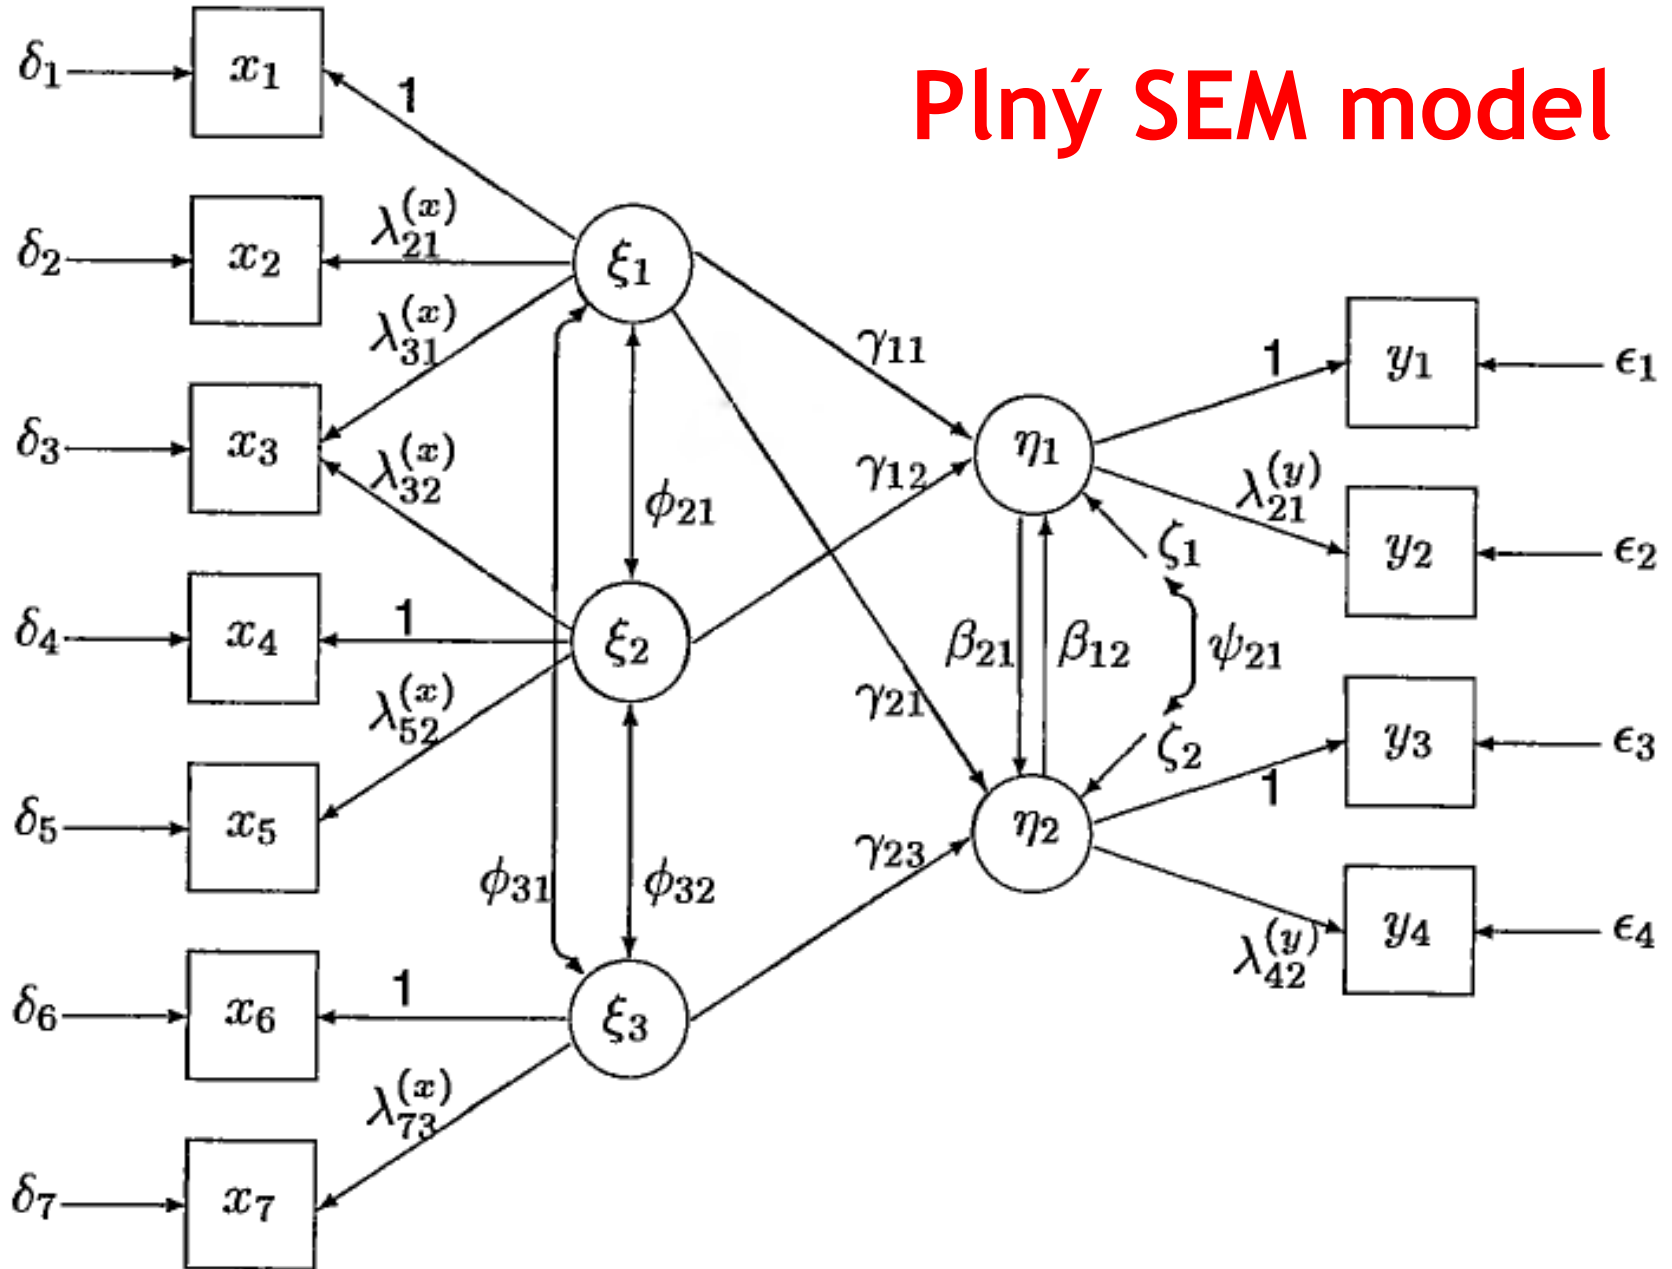 Plný SEM model
δ₁ x₁ 1
δ₂ x₂ λ₂₁⁽ˣ⁾ ξ₁
λ₃₁⁽ˣ⁾ γ₁₁ 1 y₁ ϵ₁
δ₃ x₃ λ₃₂⁽ˣ⁾ ϕ₂₁ γ₁₂ η₁ λ₂₁⁽ʸ⁾
ζ₁ y₂ ϵ₂
δ₄ x₄ 1 ξ₂ β₂₁ β₁₂ ψ₂₁
λ₅₂⁽ˣ⁾ γ₂₁ ζ₂ y₃ ϵ₃
1
δ₅ x₅ η₂
ϕ₃₁ ϕ₃₂ γ₂₃
λ₄₂⁽ʸ⁾ y₄ ϵ₄
δ₆ x₆ 1 ξ₃
λ₇₃⁽ˣ⁾
δ₇ x₇